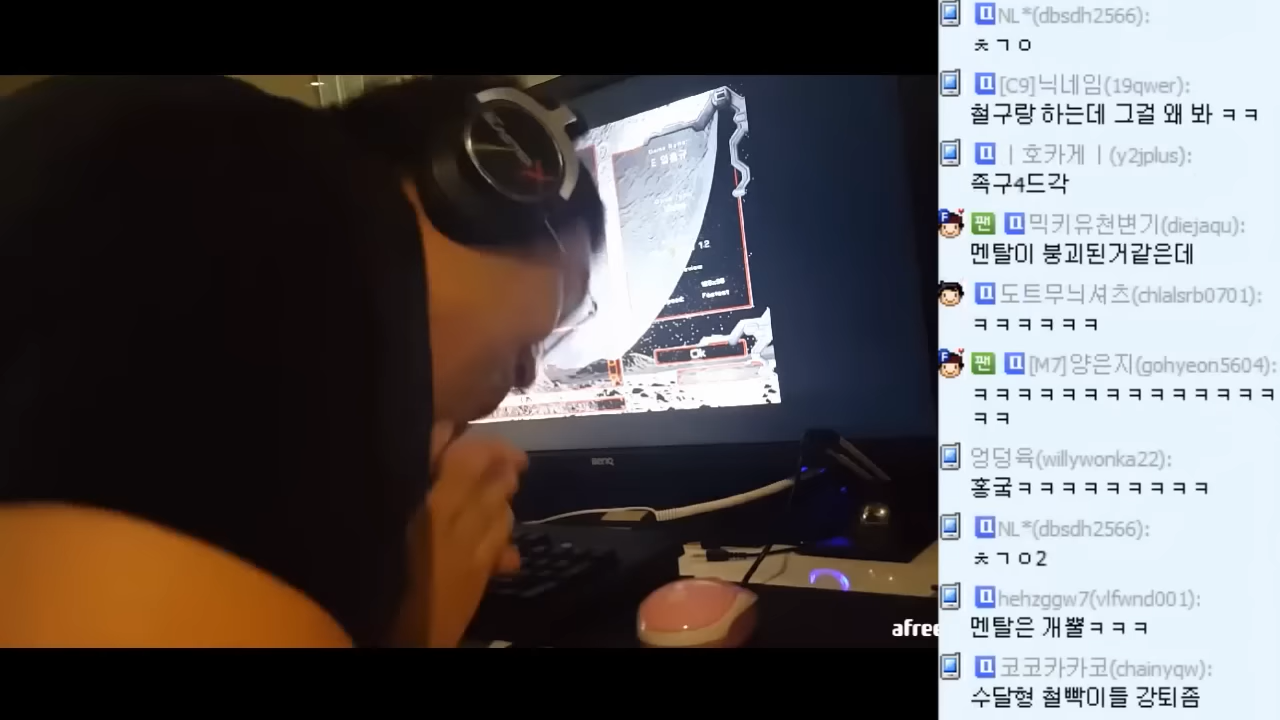 NL*(dbsdh2566):
ㅊㄱㅇ
[C9]닉네임(19qwer):
철구랑 하는데 그걸 왜 봐 ㅋㅋ
ㅣ호카게ㅣ(y2jplus):
족구4드각
팬 믹키유천변기(diejaqu):
멘탈이 붕괴된거같은데
도트무늬셔츠(chlalsrb0701):
ㅋㅋㅋㅋㅋㅋ
팬 [M7]양은지(gohyeon5604):
ㅋㅋㅋㅋㅋㅋㅋㅋㅋㅋㅋㅋㅋㅋ
ㅋㅋ
엉덩육(willywonka22):
홍국ㅋㅋㅋㅋㅋㅋㅋㅋㅋ
NL*(dbsdh2566):
ㅊㄱㅇ2
hehzggw7(vlfwnd001):
멘탈은 개뿔ㅋㅋㅋ
코코카카코(chainyqw):
수달형 철빡이들 강퇴좀
Game Name:
Fastest
Ok
BenQ
afree